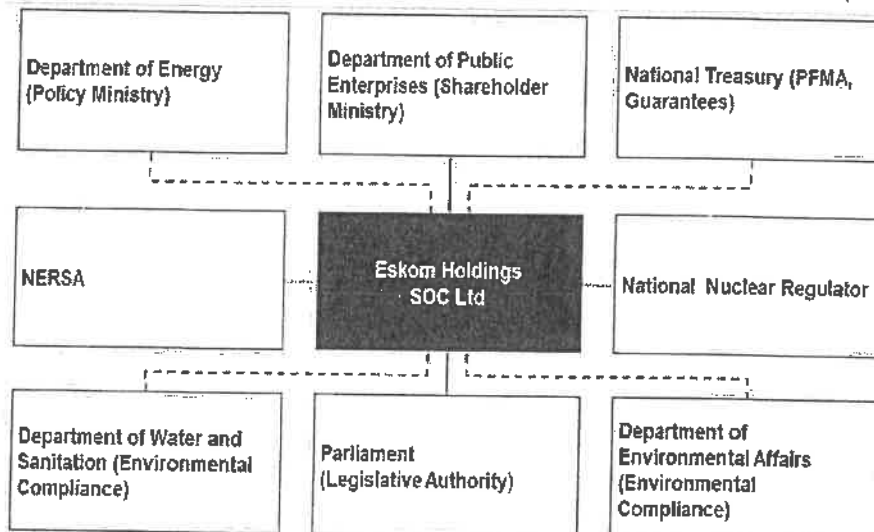 Department of Energy
(Policy Ministry)
Department of Public
Enterprises (Shareholder
Ministry)
National Treasury (PFMA,
Guarantees)
NERSA
Eskom Holdings
SOC Ltd
National Nuclear Regulator
Department of Water and
Sanitation (Environmental
Compliance)
Parliament
(Legislative Authority)
Department of
Environmental Affairs
(Environmental
Compliance)